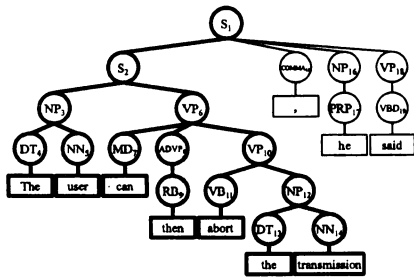 S1
S2 COMMA NP16 VP18
NP3 VP6 , PRP17 VBD
DT4 NN5 MD7 ADVP8 VP10 he said
The user can RB9 VB11 NP12
then abort DT13 NN14
the transmission